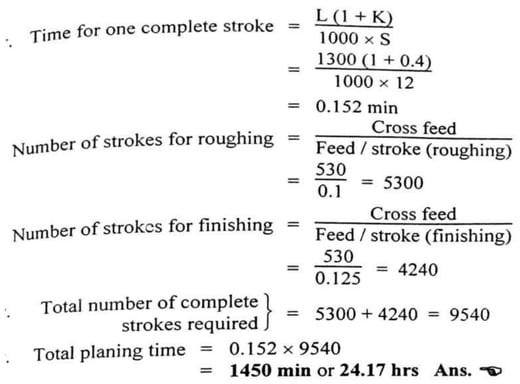 ∴ Time for one complete stroke = L (1 + K) / 1000 × S
= 1300 (1 + 0.4) / 1000 × 12
= 0.152 min
Number of strokes for roughing = Cross feed / Feed / stroke (roughing)
= 530 / 0.1 = 5300
Number of strokes for finishing = Cross feed / Feed / stroke (finishing)
= 530 / 0.125 = 4240
∴ Total number of complete strokes required } = 5300 + 4240 = 9540
∴ Total planing time = 0.152 × 9540
= 1450 min or 24.17 hrs Ans.